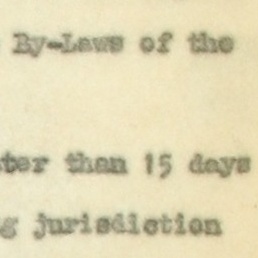 By-Laws of the
ter than 15 days
g jurisdiction